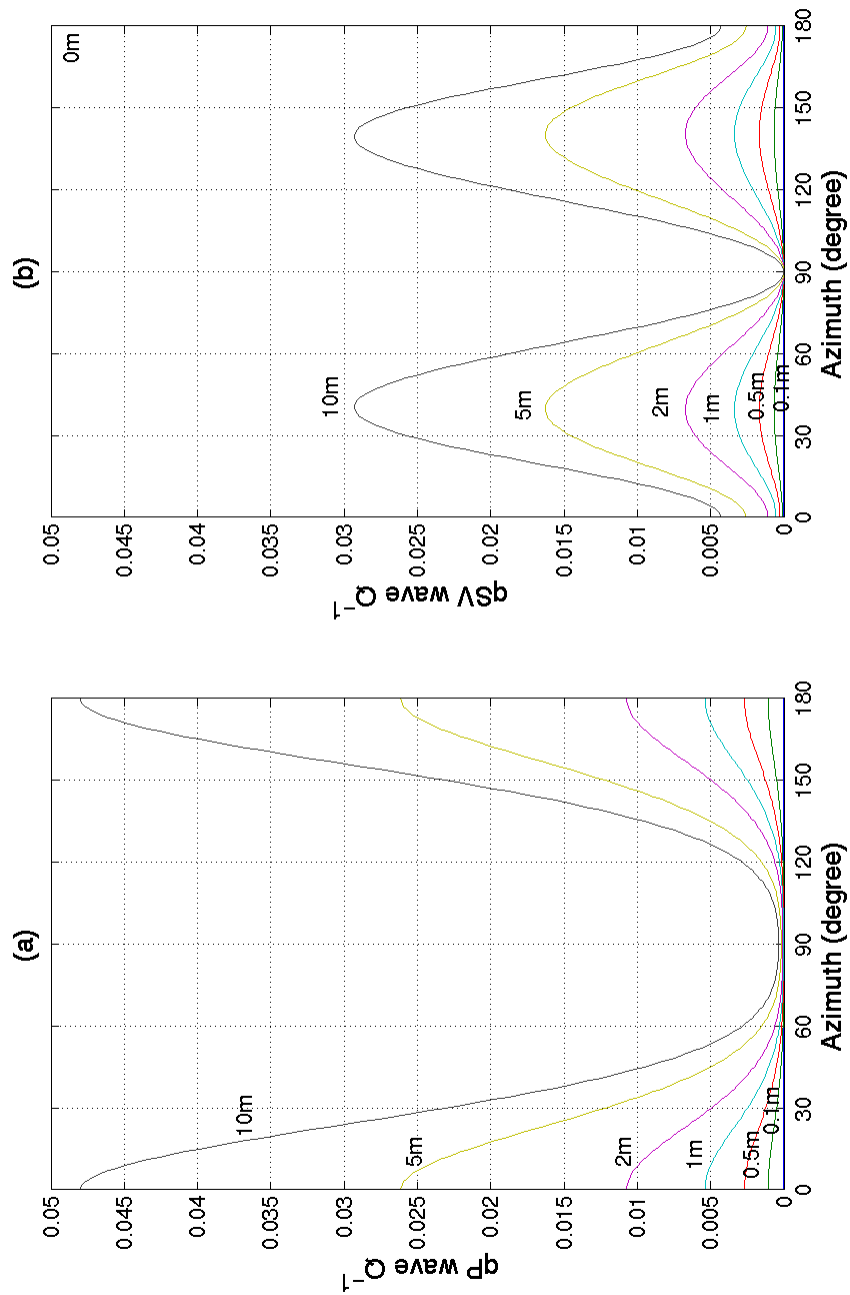 (a)
qP wave Q⁻¹
0.05
0.045
0.04
0.035
0.03
0.025
0.02
0.015
0.01
0.005
0
10m
5m
2m
1m
0.5m
0.1m
0 30 60 90 120 150 180
Azimuth (degree)
(b)
qSV wave Q⁻¹
0.05
0.045
0.04
0.035
0.03
0.025
0.02
0.015
0.01
0.005
0
0m
10m
5m
2m
1m
0.5m
0.1m
0 30 60 90 120 150 180
Azimuth (degree)